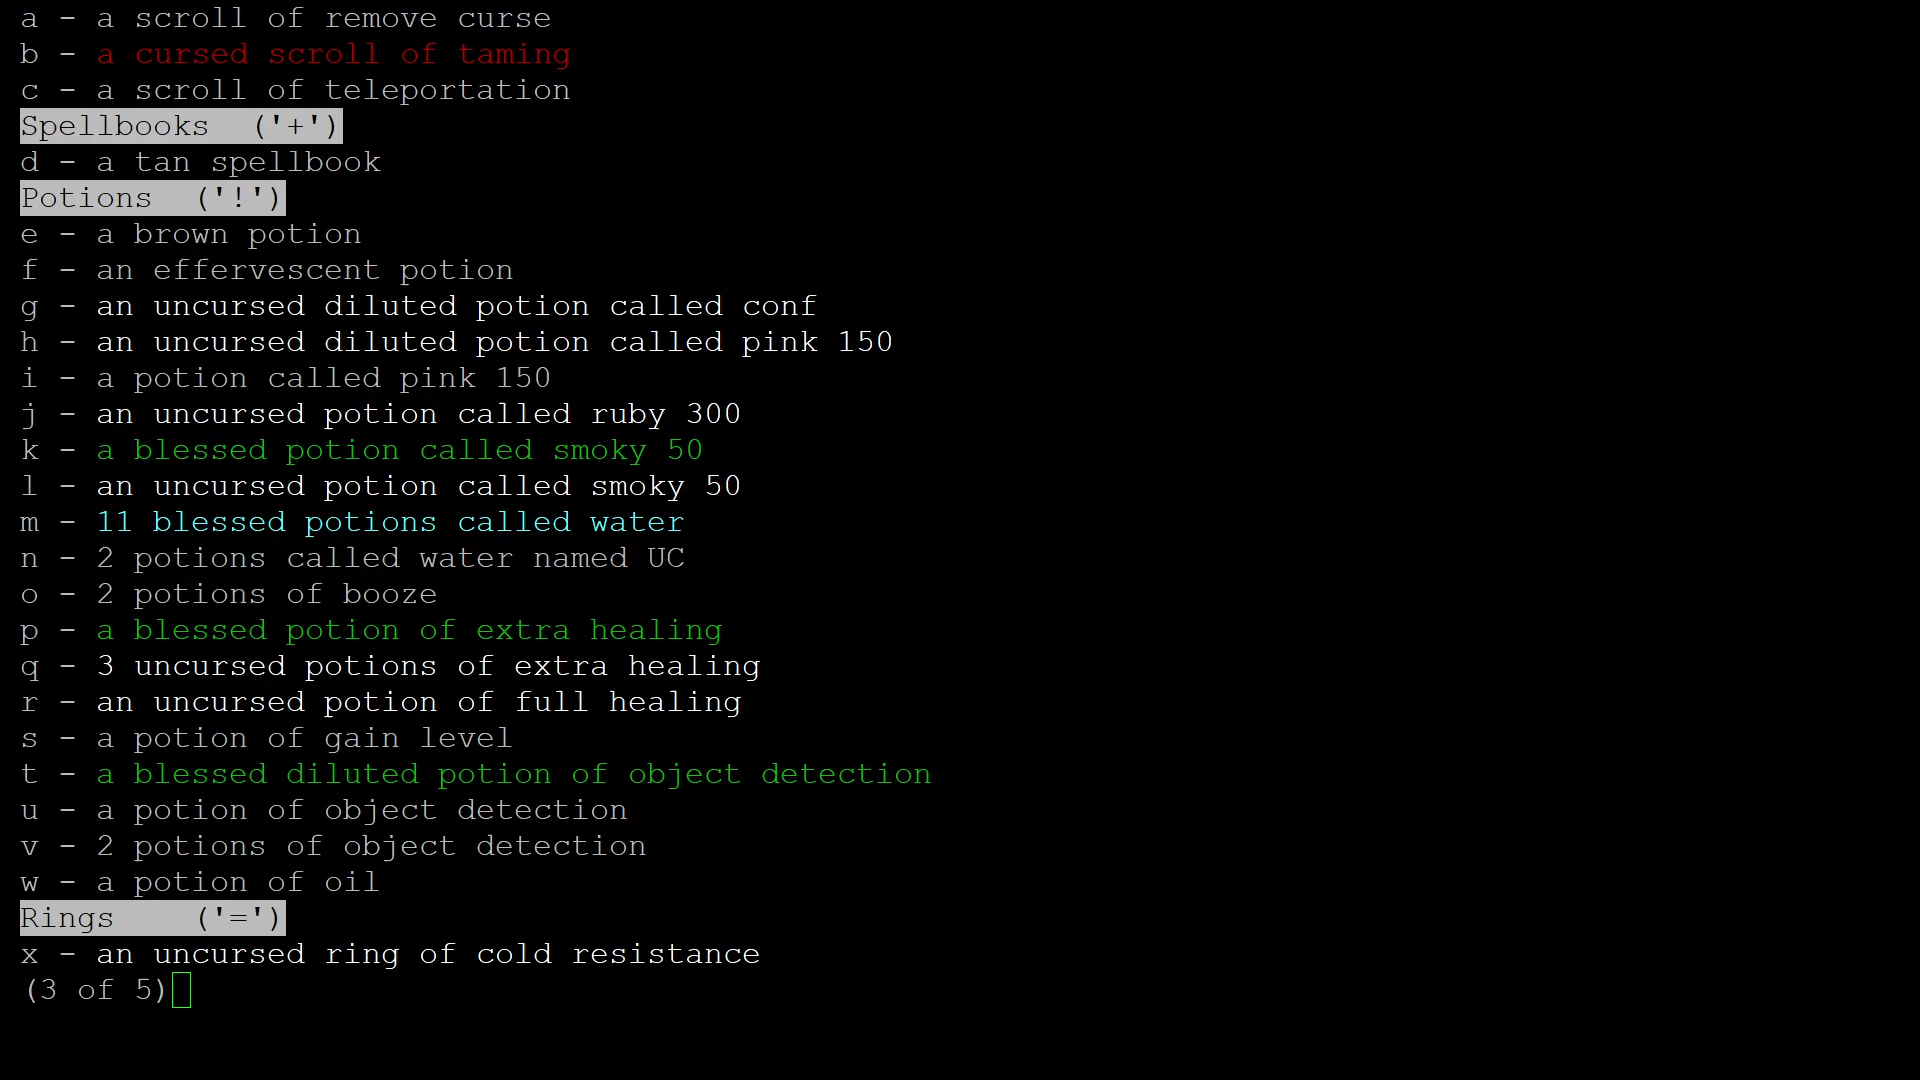 a - a scroll of remove curse
b - a cursed scroll of taming
c - a scroll of teleportation
Spellbooks  ('+')
d - a tan spellbook
Potions  ('!')
e - a brown potion
f - an effervescent potion
g - an uncursed diluted potion called conf
h - an uncursed diluted potion called pink 150
i - a potion called pink 150
j - an uncursed potion called ruby 300
k - a blessed potion called smoky 50
l - an uncursed potion called smoky 50
m - 11 blessed potions called water
n - 2 potions called water named UC
o - 2 potions of booze
p - a blessed potion of extra healing
q - 3 uncursed potions of extra healing
r - an uncursed potion of full healing
s - a potion of gain level
t - a blessed diluted potion of object detection
u - a potion of object detection
v - 2 potions of object detection
w - a potion of oil
Rings    ('=')
x - an uncursed ring of cold resistance
(3 of 5)